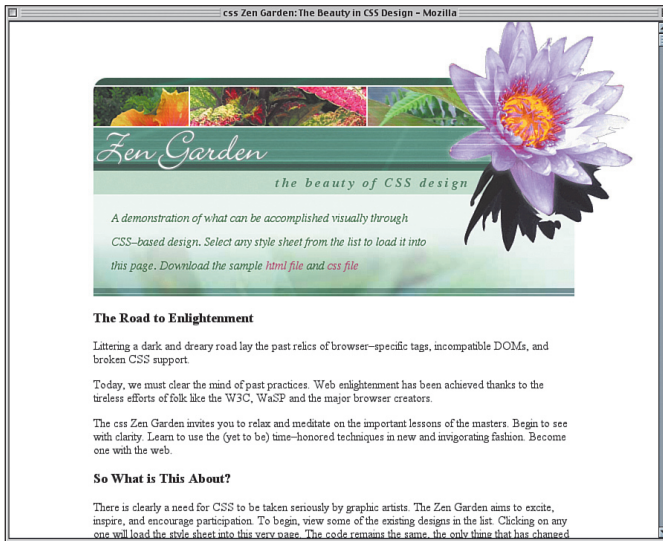 css Zen Garden: The Beauty in CSS Design – Mozilla
Zen Garden
the beauty of CSS design
A demonstration of what can be accomplished visually through
CSS–based design. Select any style sheet from the list to load it into
this page. Download the sample html file and css file
The Road to Enlightenment
Littering a dark and dreary road lay the past relics of browser–specific tags, incompatible DOMs, and
broken CSS support.
Today, we must clear the mind of past practices. Web enlightenment has been achieved thanks to the
tireless efforts of folk like the W3C, WaSP and the major browser creators.
The css Zen Garden invites you to relax and meditate on the important lessons of the masters. Begin to see
with clarity. Learn to use the (yet to be) time–honored techniques in new and invigorating fashion. Become
one with the web.
So What is This About?
There is clearly a need for CSS to be taken seriously by graphic artists. The Zen Garden aims to excite,
inspire, and encourage participation. To begin, view some of the existing designs in the list. Clicking on any
one will load the style sheet into this very page. The code remains the same, the only thing that has changed